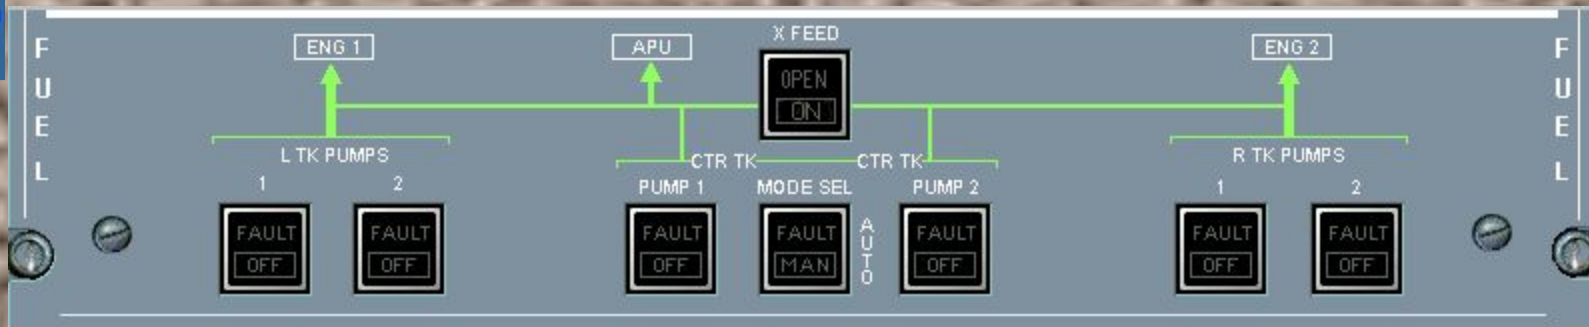 FUEL
ENG 1
APU
X FEED
ENG 2
FUEL
OPEN
ON
L TK PUMPS
CTR TK
CTR TK
R TK PUMPS
1
2
PUMP 1
MODE SEL
PUMP 2
1
2
FAULT
OFF
FAULT
OFF
FAULT
OFF
FAULT
MAN
AUTO
FAULT
OFF
FAULT
OFF
FAULT
OFF